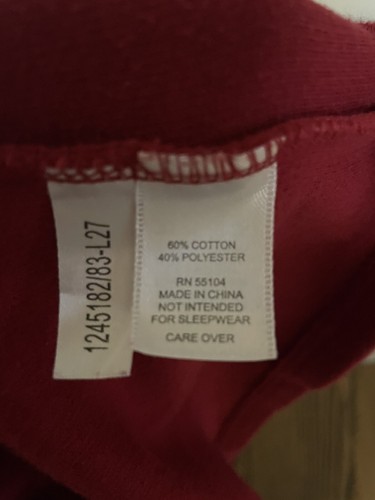 1245182/83-L27
60% COTTON
40% POLYESTER
RN 55104
MADE IN CHINA
NOT INTENDED
FOR SLEEPWEAR
CARE OVER